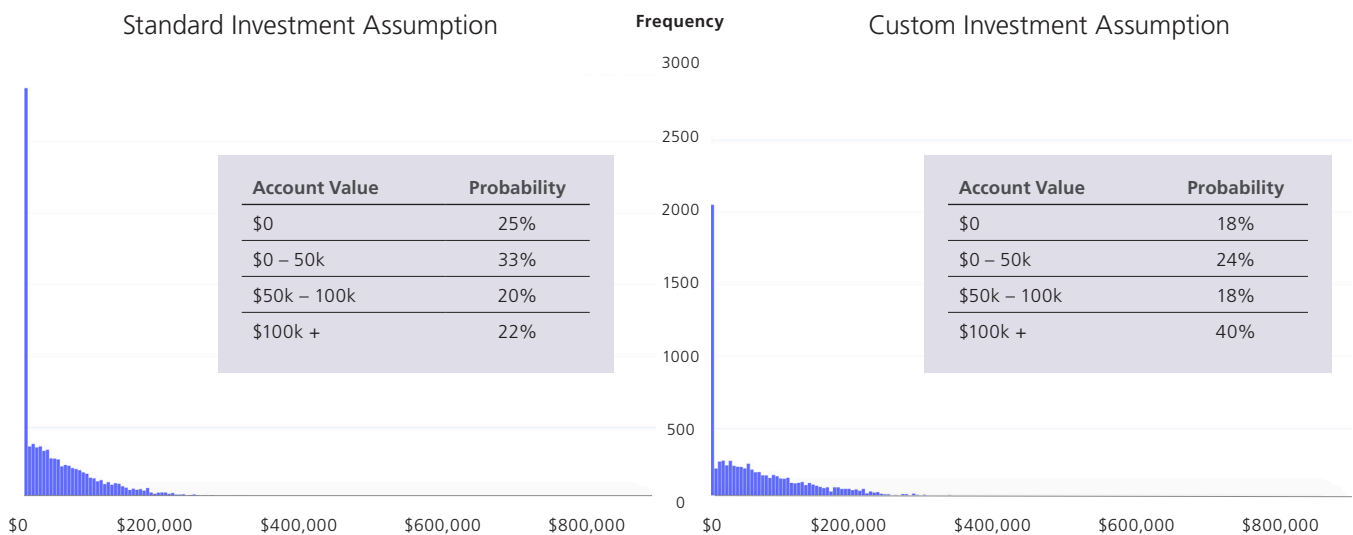 Standard Investment Assumption
Account Value Probability
$0 25%
$0 – 50k 33%
$50k – 100k 20%
$100k + 22%
$0 $200,000 $400,000 $600,000 $800,000
Frequency
3000
2500
2000
1500
1000
500
0
Custom Investment Assumption
Account Value Probability
$0 18%
$0 – 50k 24%
$50k – 100k 18%
$100k + 40%
$0 $200,000 $400,000 $600,000 $800,000